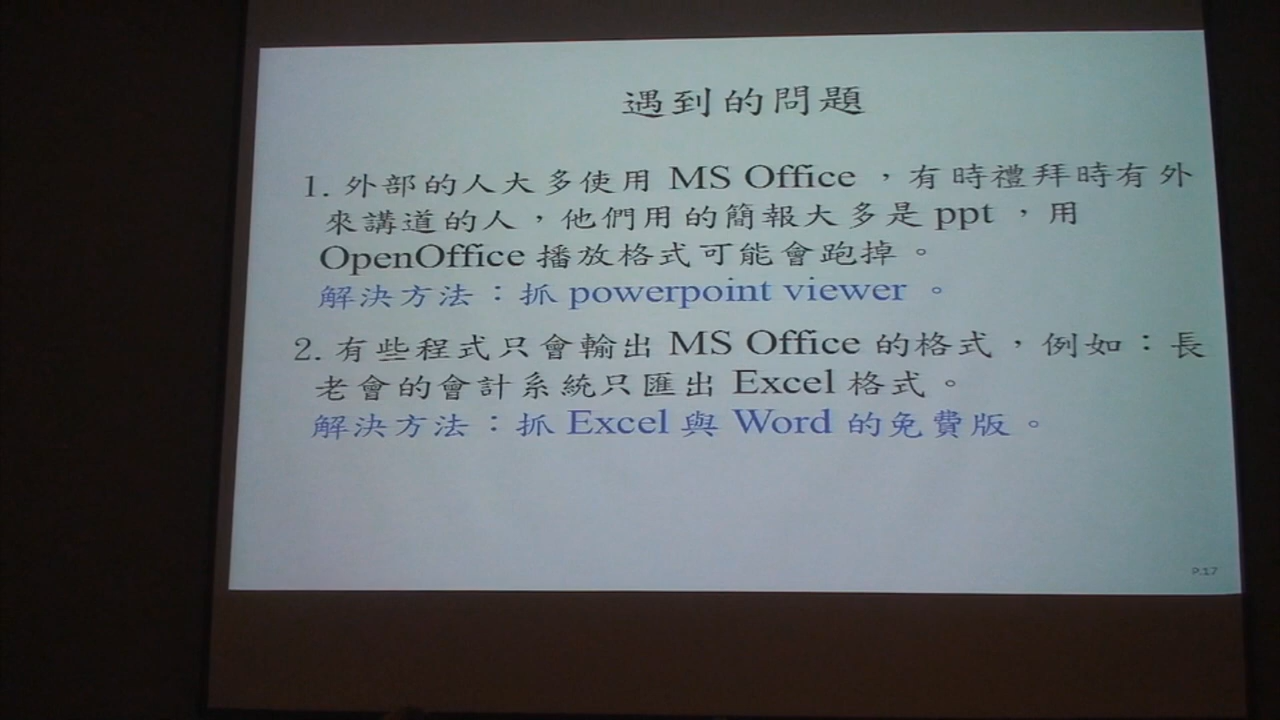 遇到的問題
1. 外部的人大多使用 MS Office，有時禮拜時有外
來講道的人，他們用的簡報大多是 ppt，用
OpenOffice 播放格式可能會跑掉。
解決方法：抓 powerpoint viewer。
2. 有些程式只會輸出 MS Office 的格式，例如：長
老會的會計系統只匯出 Excel 格式。
解決方法：抓 Excel 與 Word 的免費版。
P.17